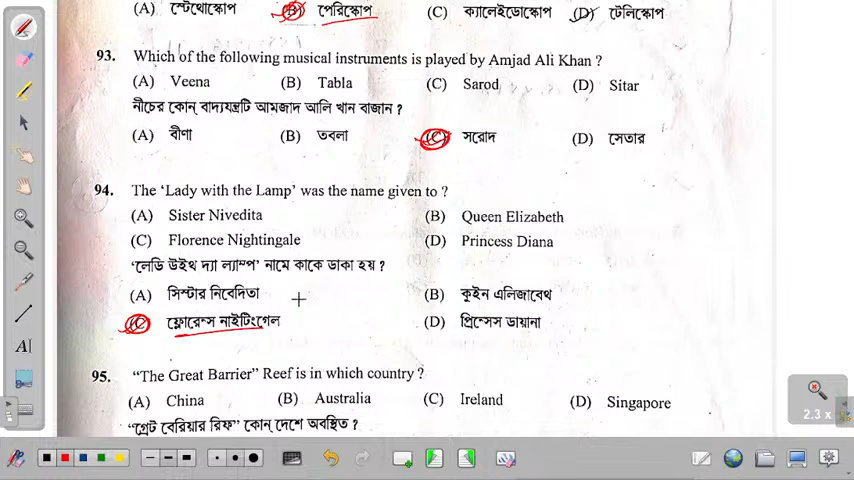 (A) স্টেথোস্কোপ (B) পেরিস্কোপ (C) ক্যালেইডোস্কোপ (D) টেলিস্কোপ
93. Which of the following musical instruments is played by Amjad Ali Khan ?
(A) Veena (B) Tabla (C) Sarod (D) Sitar
নীচের কোন্ বাদ্যযন্ত্রটি আমজাদ আলি খান বাজান ?
(A) বীণা (B) তবলা (C) সরোদ (D) সেতার
94. The ‘Lady with the Lamp’ was the name given to ?
(A) Sister Nivedita (B) Queen Elizabeth
(C) Florence Nightingale (D) Princess Diana
‘লেডি উইথ দ্যা ল্যাম্প’ নামে কাকে ডাকা হয় ?
(A) সিস্টার নিবেদিতা (B) কুইন এলিজাবেথ
(C) ফ্লোরেন্স নাইটিংগেল (D) প্রিন্সেস ডায়ানা
95. “The Great Barrier” Reef is in which country ?
(A) China (B) Australia (C) Ireland (D) Singapore
“গ্রেট বেরিয়ার রিফ” কোন্ দেশে অবস্থিত ?
2.3 x